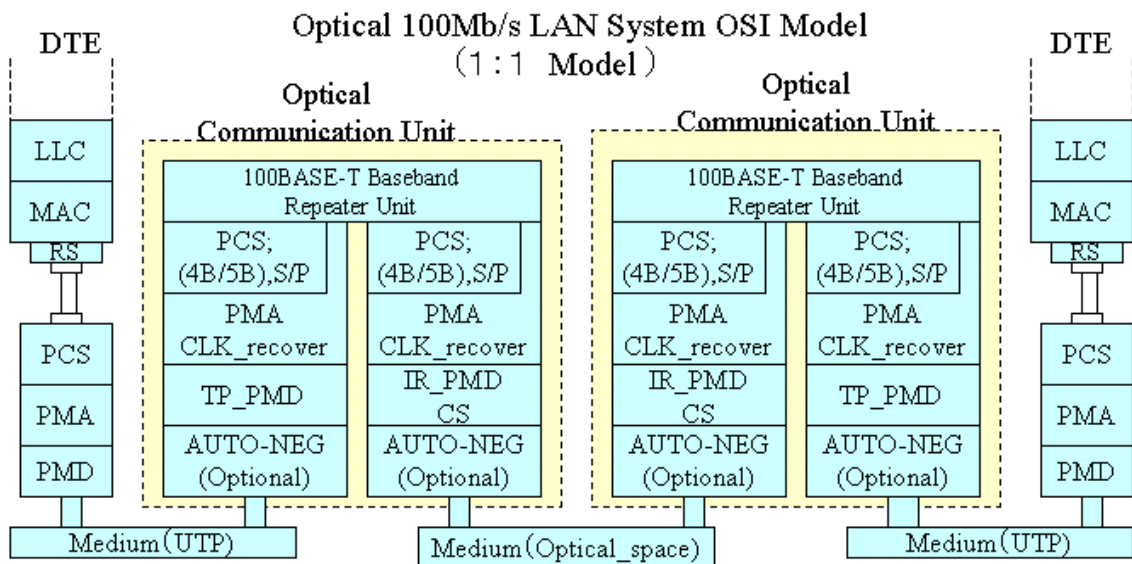 Optical 100Mb/s LAN System OSI Model
(1:1 Model)
DTE
LLC
MAC
RS
PCS
PMA
PMD
Medium(UTP)
Optical
Communication Unit
100BASE-T Baseband
Repeater Unit
PCS;
(4B/5B),S/P
PMA
CLK_recover
TP_PMD
AUTO-NEG
(Optional)
PCS;
(4B/5B),S/P
PMA
CLK_recover
IR_PMD
CS
AUTO-NEG
(Optional)
Medium(Optical_space)
Optical
Communication Unit
100BASE-T Baseband
Repeater Unit
PCS;
(4B/5B),S/P
PMA
CLK_recover
IR_PMD
CS
AUTO-NEG
(Optional)
PCS;
(4B/5B),S/P
PMA
CLK_recover
TP_PMD
AUTO-NEG
(Optional)
DTE
LLC
MAC
RS
PCS
PMA
PMD
Medium(UTP)